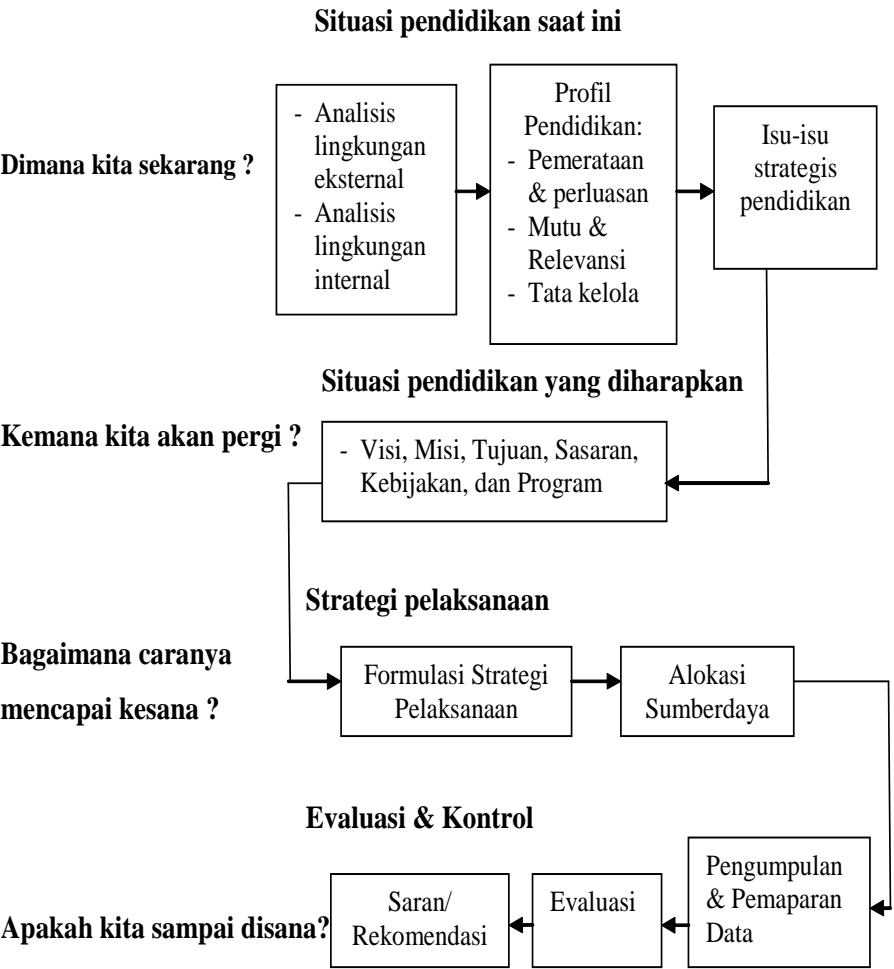 Situasi pendidikan saat ini
Dimana kita sekarang ?
- Analisis
lingkungan
eksternal
- Analisis
lingkungan
internal
Profil
Pendidikan:
- Pemerataan
& perluasan
- Mutu &
Relevansi
- Tata kelola
Isu-isu
strategis
pendidikan
Situasi pendidikan yang diharapkan
Kemana kita akan pergi ?
- Visi, Misi, Tujuan, Sasaran,
Kebijakan, dan Program
Strategi pelaksanaan
Bagaimana caranya
mencapai kesana ?
Formulasi Strategi
Pelaksanaan
Alokasi
Sumberdaya
Evaluasi & Kontrol
Apakah kita sampai disana?
Saran/
Rekomendasi
Evaluasi
Pengumpulan
& Pemaparan
Data